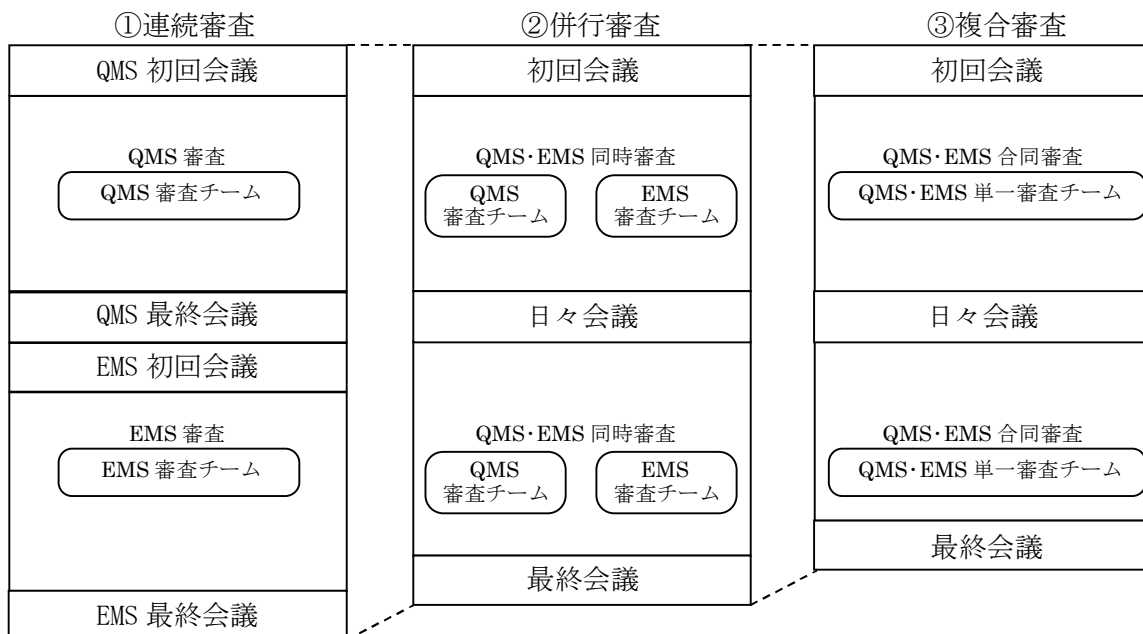 ①連続審査
QMS 初回会議
QMS 審査
QMS 審査チーム
QMS 最終会議
EMS 初回会議
EMS 審査
EMS 審査チーム
EMS 最終会議
②併行審査
初回会議
QMS・EMS 同時審査
QMS
審査チーム
EMS
審査チーム
日々会議
QMS・EMS 同時審査
QMS
審査チーム
EMS
審査チーム
最終会議
③複合審査
初回会議
QMS・EMS 合同審査
QMS・EMS 単一審査チーム
日々会議
QMS・EMS 合同審査
QMS・EMS 単一審査チーム
最終会議